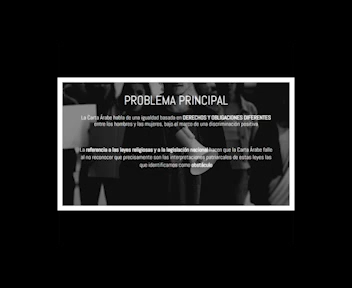 PROBLEMA PRINCIPAL
La Carta Árabe habla de una igualdad basada en DERECHOS Y OBLIGACIONES DIFERENTES
entre los hombres y las mujeres, bajo el marco de una discriminación positiva.
La referencia a las leyes religiosas y a la legislación nacional hacen que la Carta Árabe falle
al no reconocer que precisamente son las interpretaciones patriarcales de estas leyes las
que identificamos como obstáculo